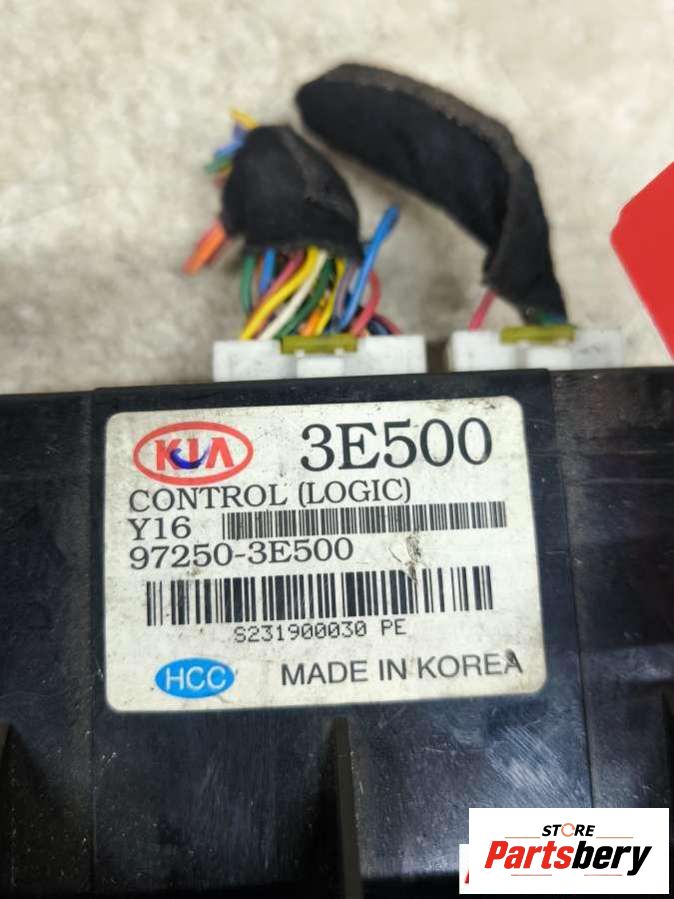 KIA 3E500
CONTROL (LOGIC)
Y16
97250-3E500
S231900030 PE
HCC MADE IN KOREA
STORE
Partsbery